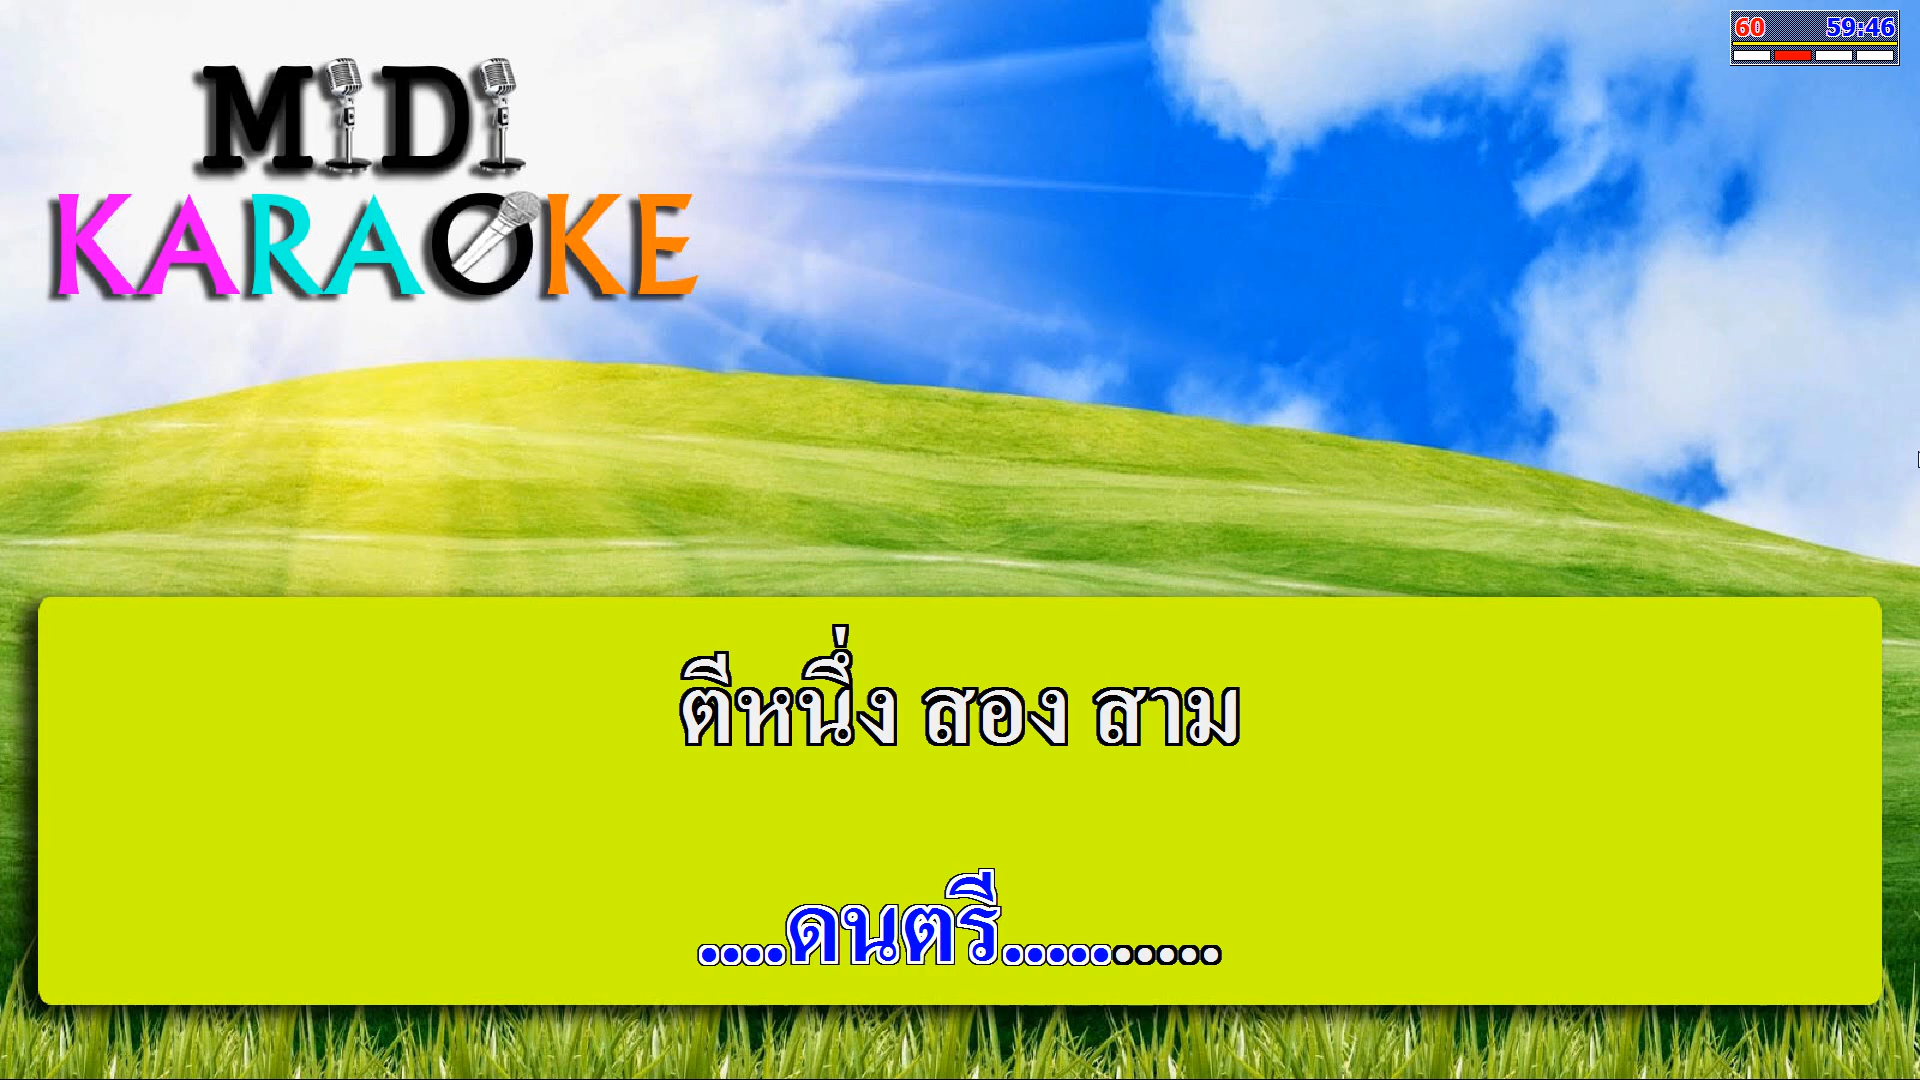 60 59:46
MiDi
KARAOKE
ตีหนึ่ง สอง สาม
....ดนตรี..........